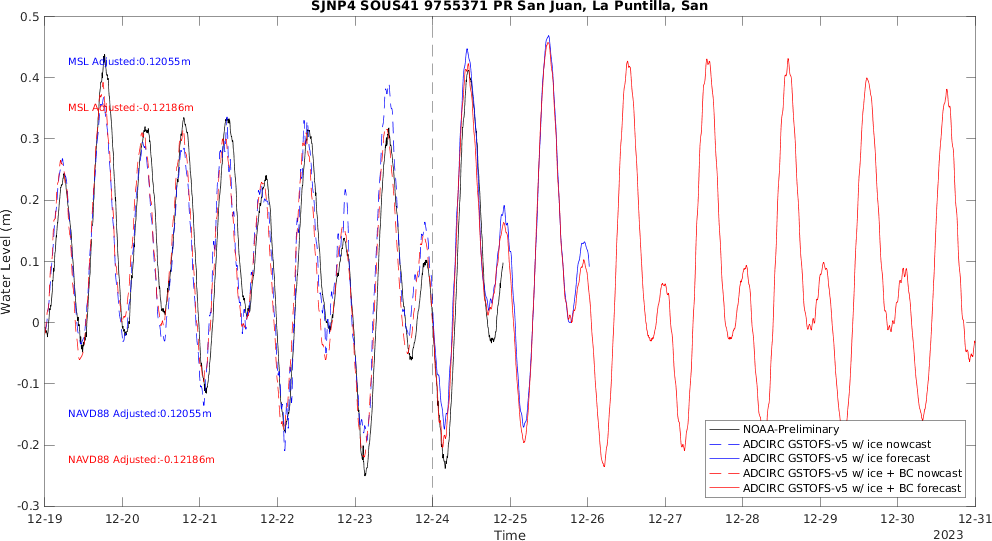 SJNP4 SOUS41 9755371 PR San Juan, La Puntilla, San
0.5
0.4
0.3
0.2
0.1
0
-0.1
-0.2
-0.3
Water Level (m)
MSL Adjusted:0.12055m
MSL Adjusted:-0.12186m
NAVD88 Adjusted:0.12055m
NAVD88 Adjusted:-0.12186m
NOAA-Preliminary
ADCIRC GSTOFS-v5 w/ ice nowcast
ADCIRC GSTOFS-v5 w/ ice forecast
ADCIRC GSTOFS-v5 w/ ice + BC nowcast
ADCIRC GSTOFS-v5 w/ ice + BC forecast
12-19 12-20 12-21 12-22 12-23 12-24 12-25 12-26 12-27 12-28 12-29 12-30 12-31
Time
2023